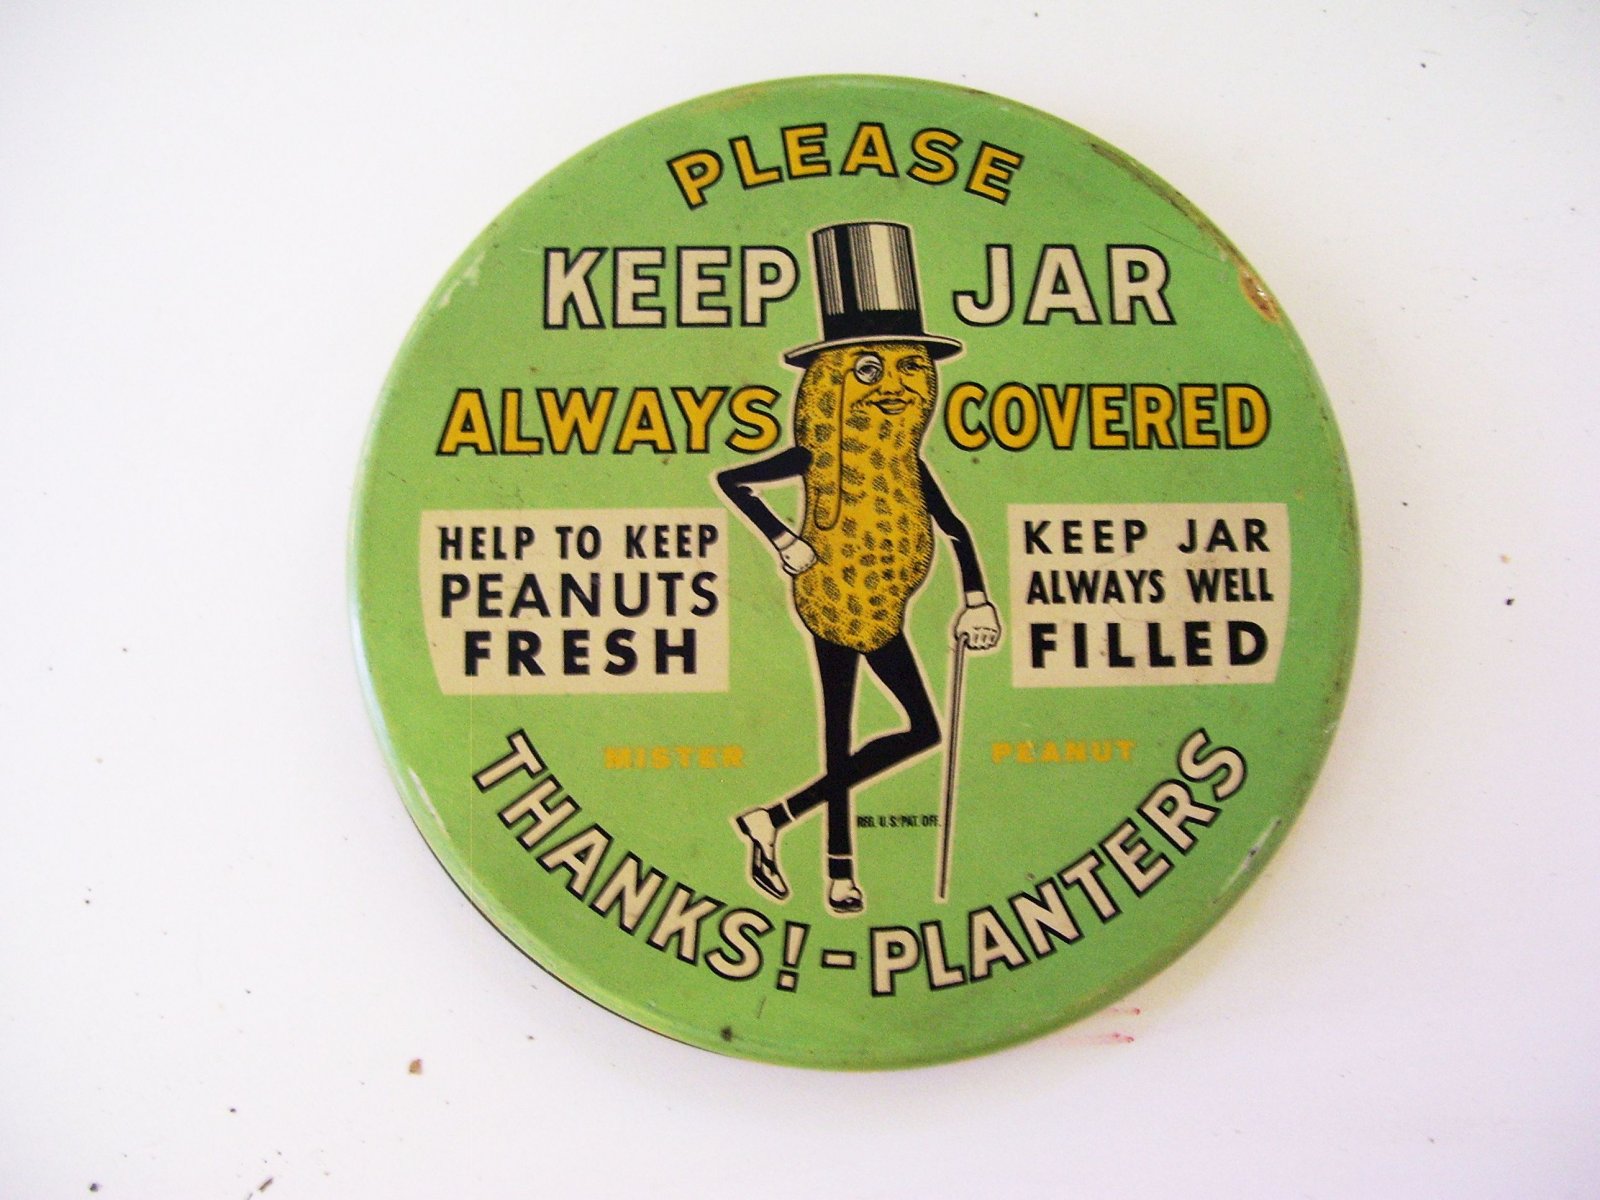 PLEASE
KEEP JAR
ALWAYS COVERED
HELP TO KEEP
PEANUTS
FRESH
KEEP JAR
ALWAYS WELL
FILLED
MISTER PEANUT
REG. U.S. PAT. OFF.
THANKS! - PLANTERS